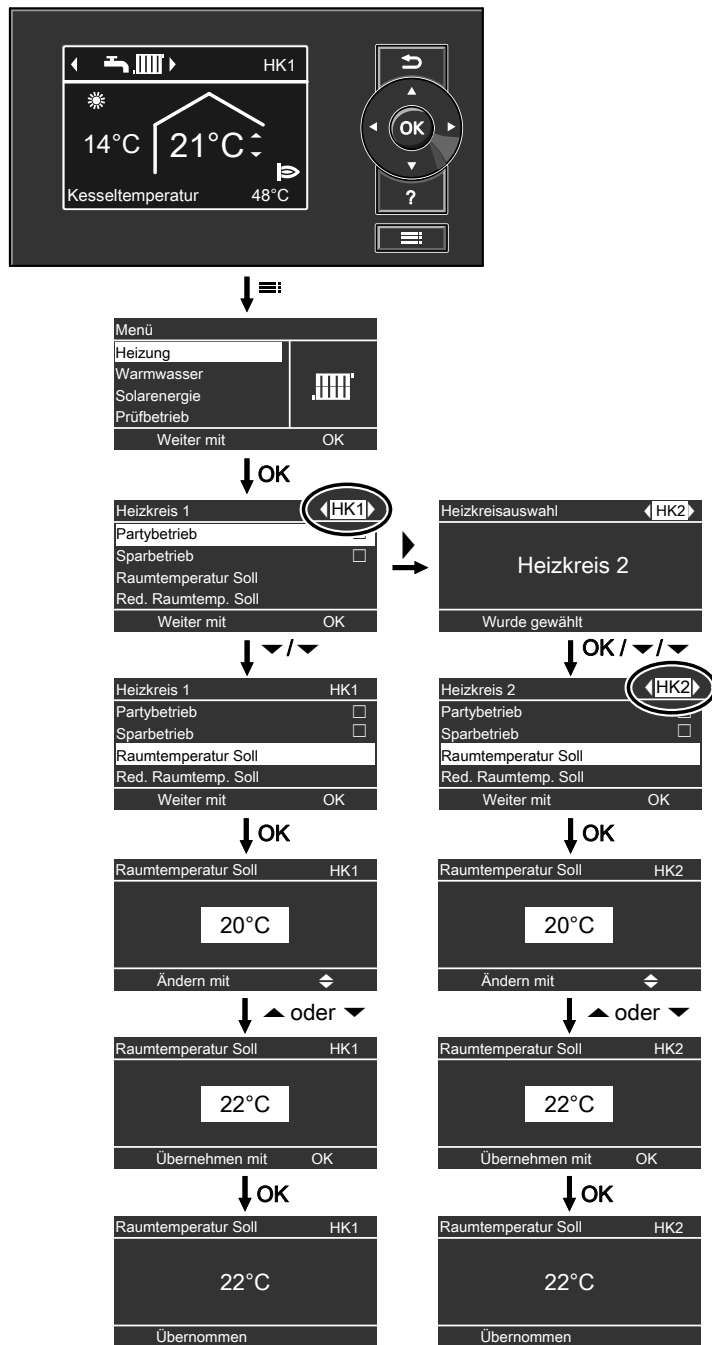 HK1
14°C 21°C
Kesseltemperatur 48°C
OK
?
Menü
Heizung
Warmwasser
Solarenergie
Prüfbetrieb
Weiter mit OK
OK
Heizkreis 1 HK1
Partybetrieb
Sparbetrieb
Raumtemperatur Soll
Red. Raumtemp. Soll
Weiter mit OK
Heizkreisauswahl HK2
Heizkreis 2
Wurde gewählt
/
OK / /
Heizkreis 1 HK1
Partybetrieb
Sparbetrieb
Raumtemperatur Soll
Red. Raumtemp. Soll
Weiter mit OK
Heizkreis 2 HK2
Partybetrieb
Sparbetrieb
Raumtemperatur Soll
Red. Raumtemp. Soll
Weiter mit OK
OK
OK
Raumtemperatur Soll HK1
20°C
Ändern mit
Raumtemperatur Soll HK2
20°C
Ändern mit
oder
oder
Raumtemperatur Soll HK1
22°C
Übernehmen mit OK
Raumtemperatur Soll HK2
22°C
Übernehmen mit OK
OK
OK
Raumtemperatur Soll HK1
22°C
Übernommen
Raumtemperatur Soll HK2
22°C
Übernommen